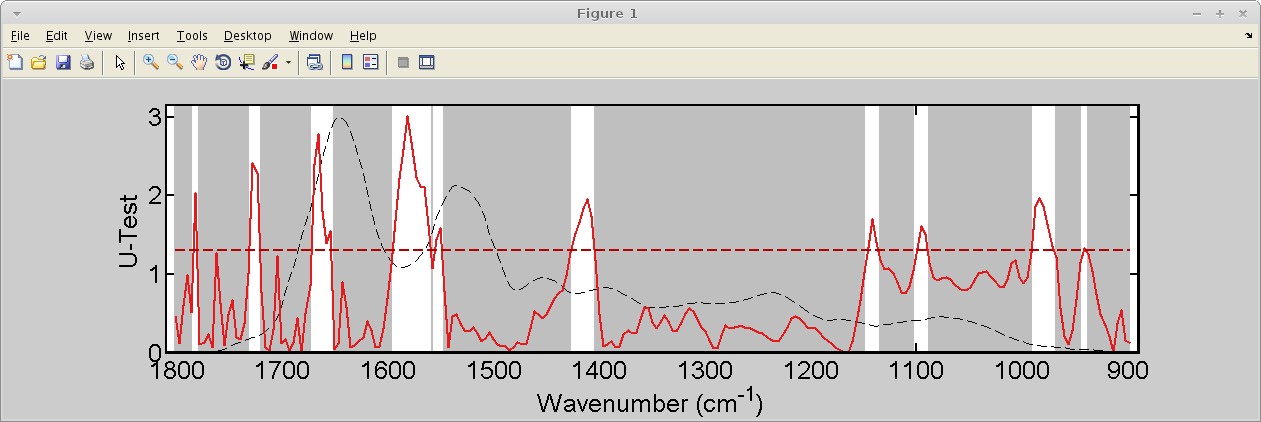 Figure 1
File Edit View Insert Tools Desktop Window Help
3
2
1
0
U-Test
1800 1700 1600 1500 1400 1300 1200 1100 1000 900
Wavenumber (cm-1)